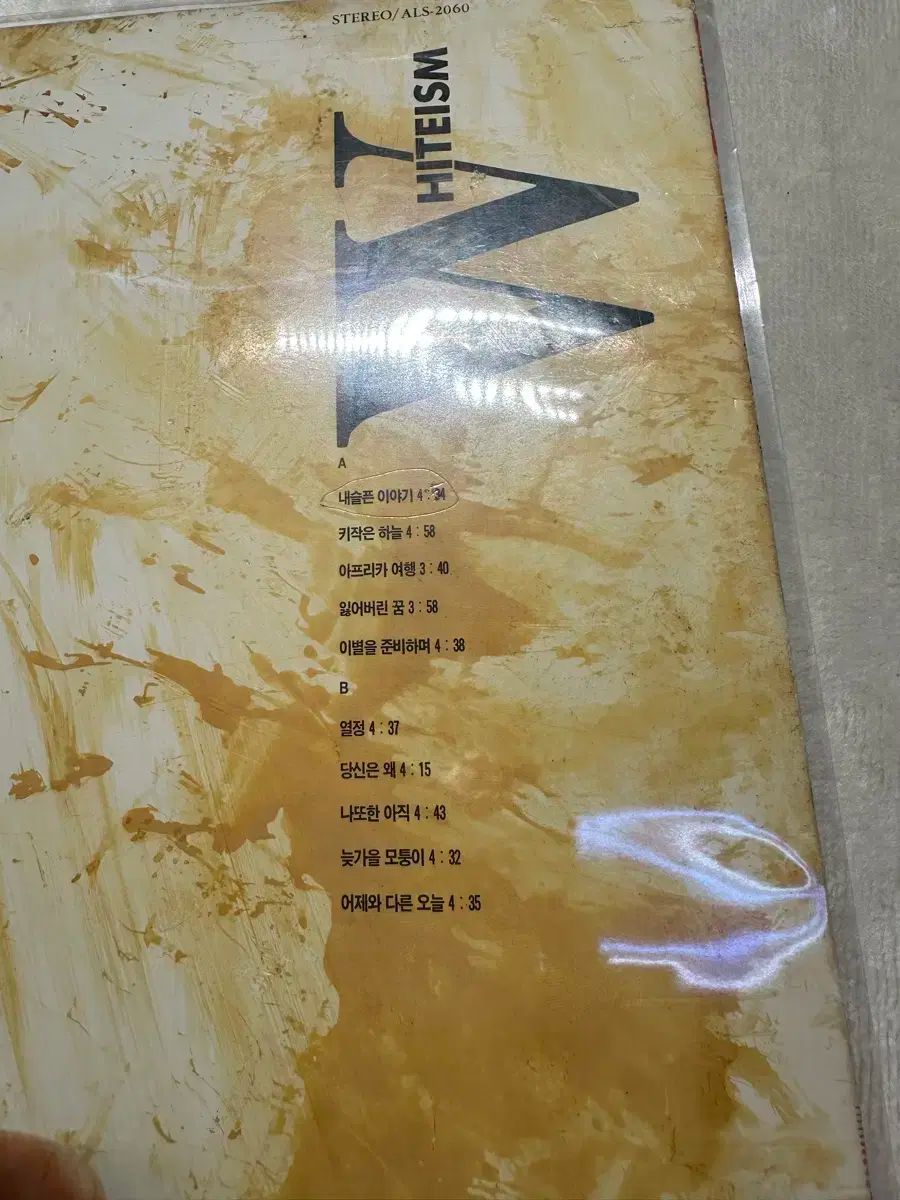 STEREO/ALS-2060
WHITEISM
A
내슬픈 이야기 4 : 34
키작은 하늘 4 : 58
아프리카 여행 3 : 40
잃어버린 꿈 3 : 58
이별을 준비하며 4 : 38
B
열정 4 : 37
당신은 왜 4 : 15
나또한 아직 4 : 43
늦가을 모퉁이 4 : 32
어제와 다른 오늘 4 : 35